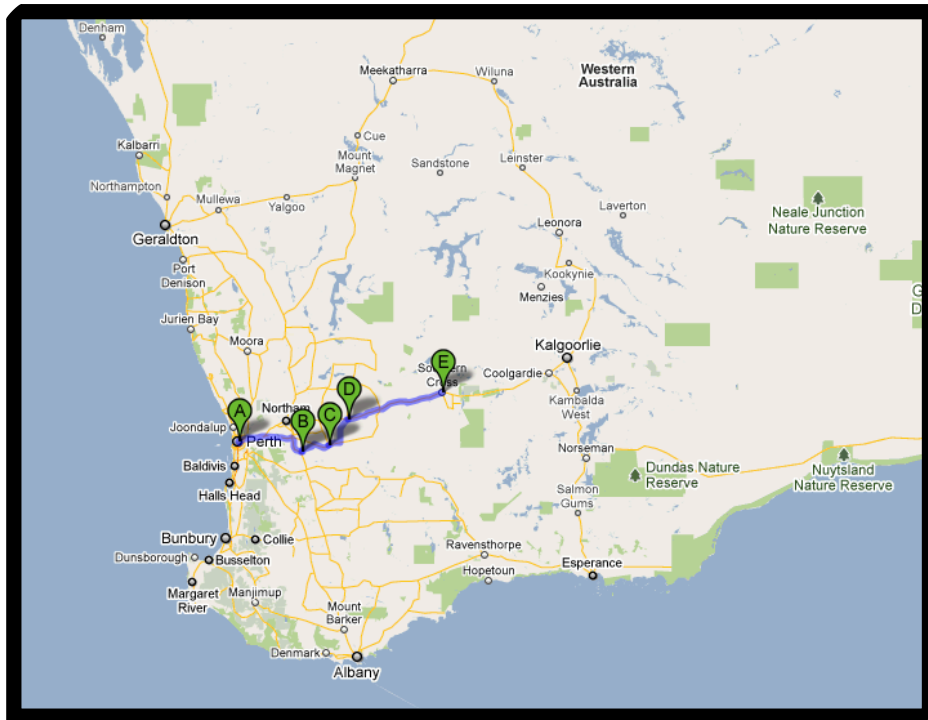 Denham
Meekatharra
Wiluna
Western
Australia
Cue
Kalbarri
Mount
Magnet
Sandstone
Leinster
Northampton
Mullewa
Yalgoo
Laverton
Neale Junction
Nature Reserve
Geraldton
Leonora
Port
Denison
Kookynie
Menzies
G
D
Jurien Bay
Moora
Kalgoorlie
E
Coolgardie
Cross
D
Kambalda
West
A
Northam
B
C
Joondalup
Perth
Norseman
Baldivis
Dundas Nature
Reserve
Nuytsland
Nature Reserve
Halls Head
Salmon
Gums
Bunbury
Collie
Ravensthorpe
Dunsborough
Busselton
Hopetoun
Esperance
Margaret
River
Manjimup
Mount
Barker
Denmark
Albany